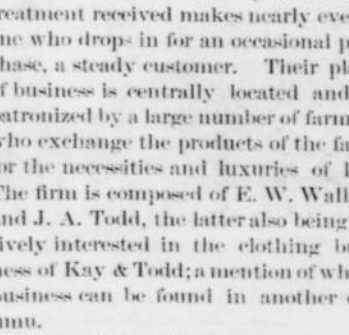 reatment received makes nearly eve
ne who drops in for an occasional p
hase, a steady customer. Their pl
f business is centrally located and
atronized by a large number of farm
vho exchange the products of the fa
or the necessities and luxuries of l
The firm is composed of E. W. Wall
and J. A. Todd, the latter also being
ively interested in the clothing bu
ness of Kay & Todd; a mention of wh
business can be found in another c
umu.